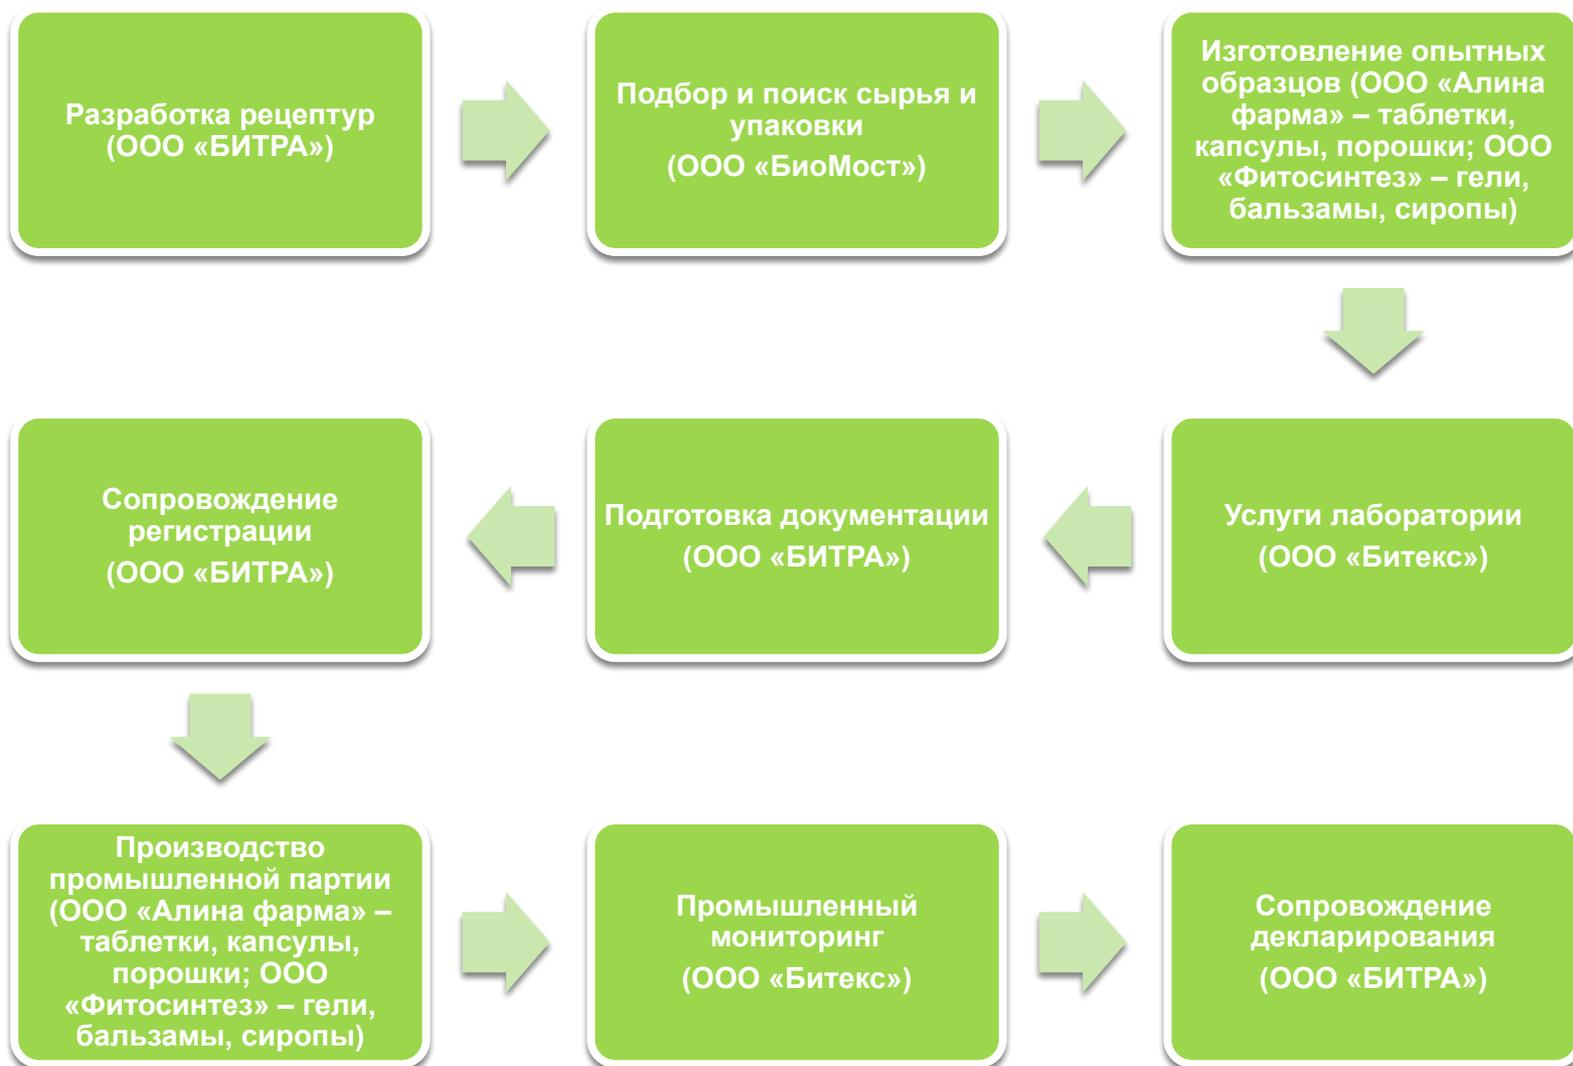 Разработка рецептур
(ООО «БИТРА»)
Подбор и поиск сырья и
упаковки
(ООО «БиоМост»)
Изготовление опытных
образцов (ООО «Алина
фарма» – таблетки,
капсулы, порошки; ООО
«Фитосинтез» – гели,
бальзамы, сиропы)
Услуги лаборатории
(ООО «Битекс»)
Подготовка документации
(ООО «БИТРА»)
Сопровождение
регистрации
(ООО «БИТРА»)
Производство
промышленной партии
(ООО «Алина фарма» –
таблетки, капсулы,
порошки; ООО
«Фитосинтез» – гели,
бальзамы, сиропы)
Промышленный
мониторинг
(ООО «Битекс»)
Сопровождение
декларирования
(ООО «БИТРА»)